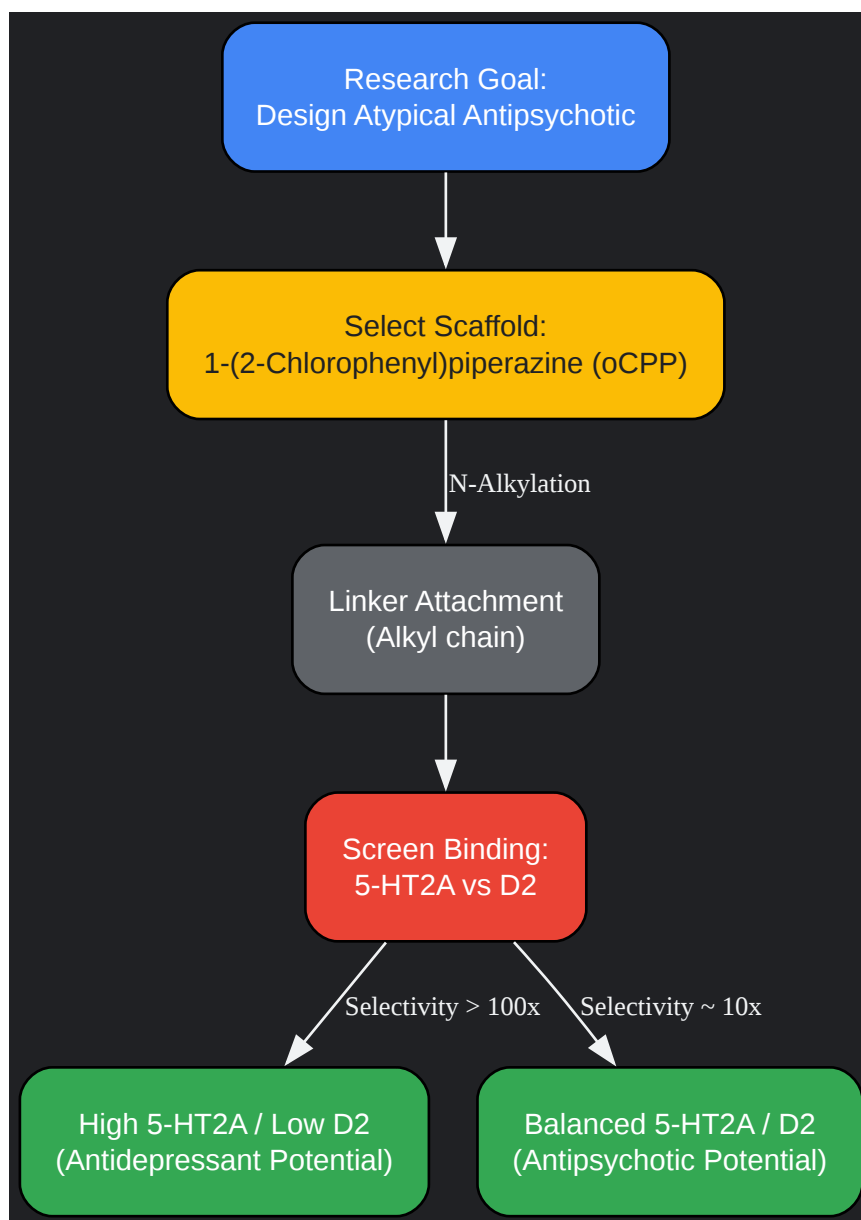 Research Goal:
Design Atypical Antipsychotic
Select Scaffold:
1-(2-Chlorophenyl)piperazine (oCPP)
N-Alkylation
Linker Attachment
(Alkyl chain)
Screen Binding:
5-HT2A vs D2
Selectivity > 100x
Selectivity ~ 10x
High 5-HT2A / Low D2
(Antidepressant Potential)
Balanced 5-HT2A / D2
(Antipsychotic Potential)